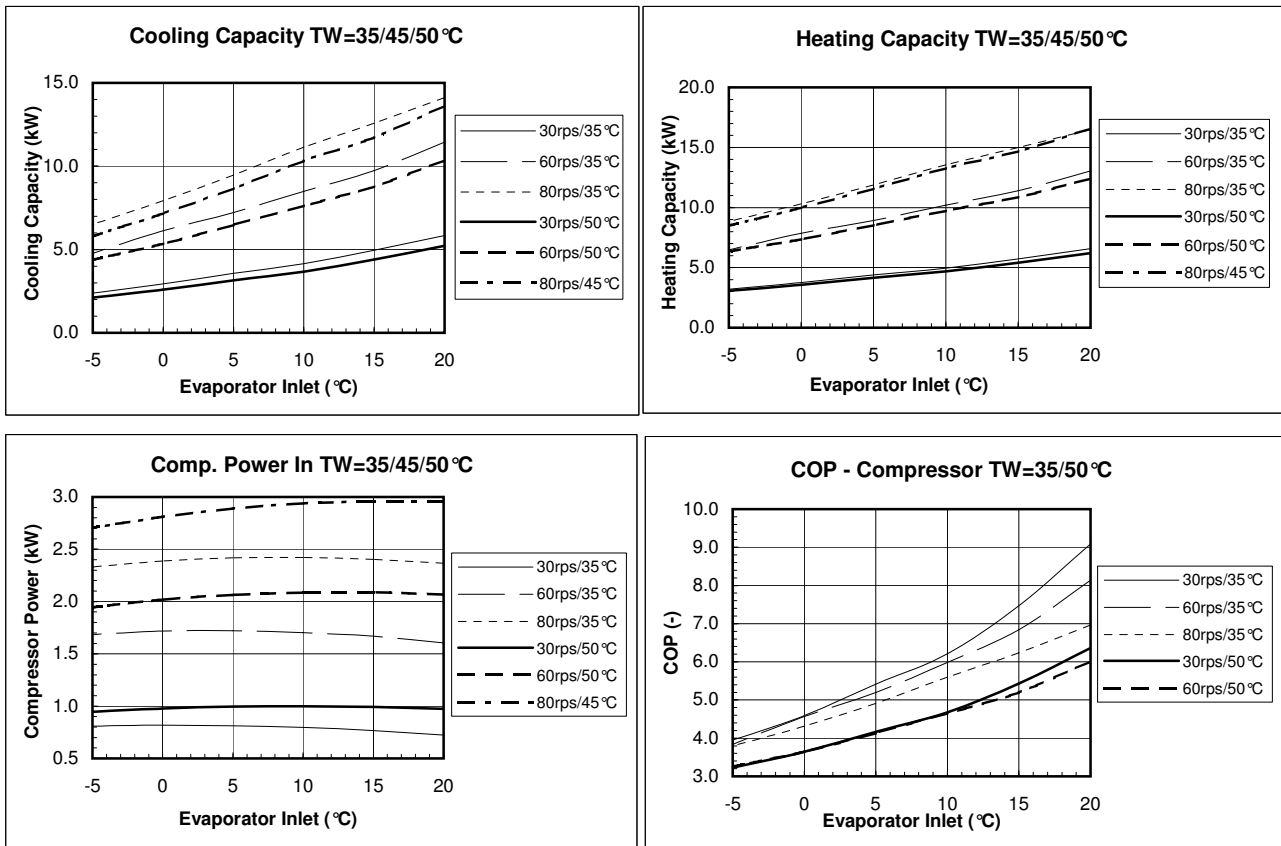 Cooling Capacity TW=35/45/50°C
Cooling Capacity (kW)
15.0
10.0
5.0
0.0
-5 0 5 10 15 20
Evaporator Inlet (°C)
30rps/35°C
60rps/35°C
80rps/35°C
30rps/50°C
60rps/50°C
80rps/45°C
Heating Capacity TW=35/45/50°C
Heating Capacity (kW)
20.0
15.0
10.0
5.0
0.0
-5 0 5 10 15 20
Evaporator Inlet (°C)
30rps/35°C
60rps/35°C
80rps/35°C
30rps/50°C
60rps/50°C
80rps/45°C
Comp. Power In TW=35/45/50°C
Compressor Power (kW)
3.0
2.5
2.0
1.5
1.0
0.5
-5 0 5 10 15 20
Evaporator Inlet (°C)
30rps/35°C
60rps/35°C
80rps/35°C
30rps/50°C
60rps/50°C
80rps/45°C
COP - Compressor TW=35/50°C
COP (-)
10.0
9.0
8.0
7.0
6.0
5.0
4.0
3.0
-5 0 5 10 15 20
Evaporator Inlet (°C)
30rps/35°C
60rps/35°C
80rps/35°C
30rps/50°C
60rps/50°C